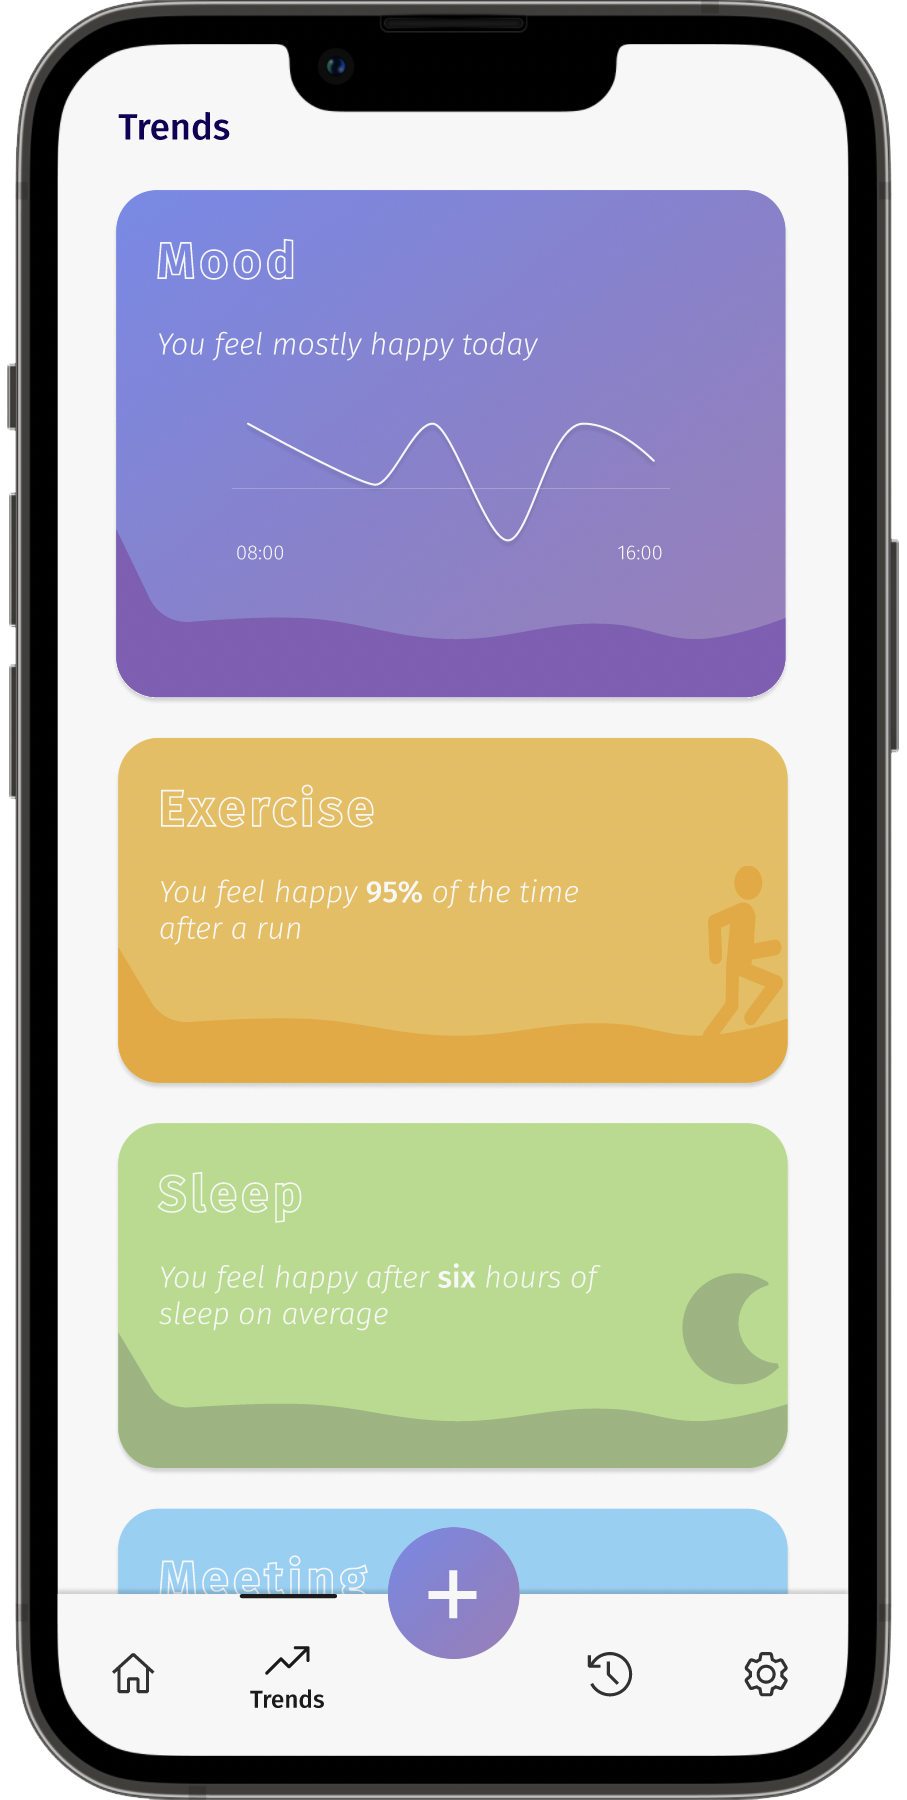 Trends
Mood
You feel mostly happy today
08:00 16:00
Exercise
You feel happy 95% of the time
after a run
Sleep
You feel happy after six hours of
sleep on average
Meeting
Trends